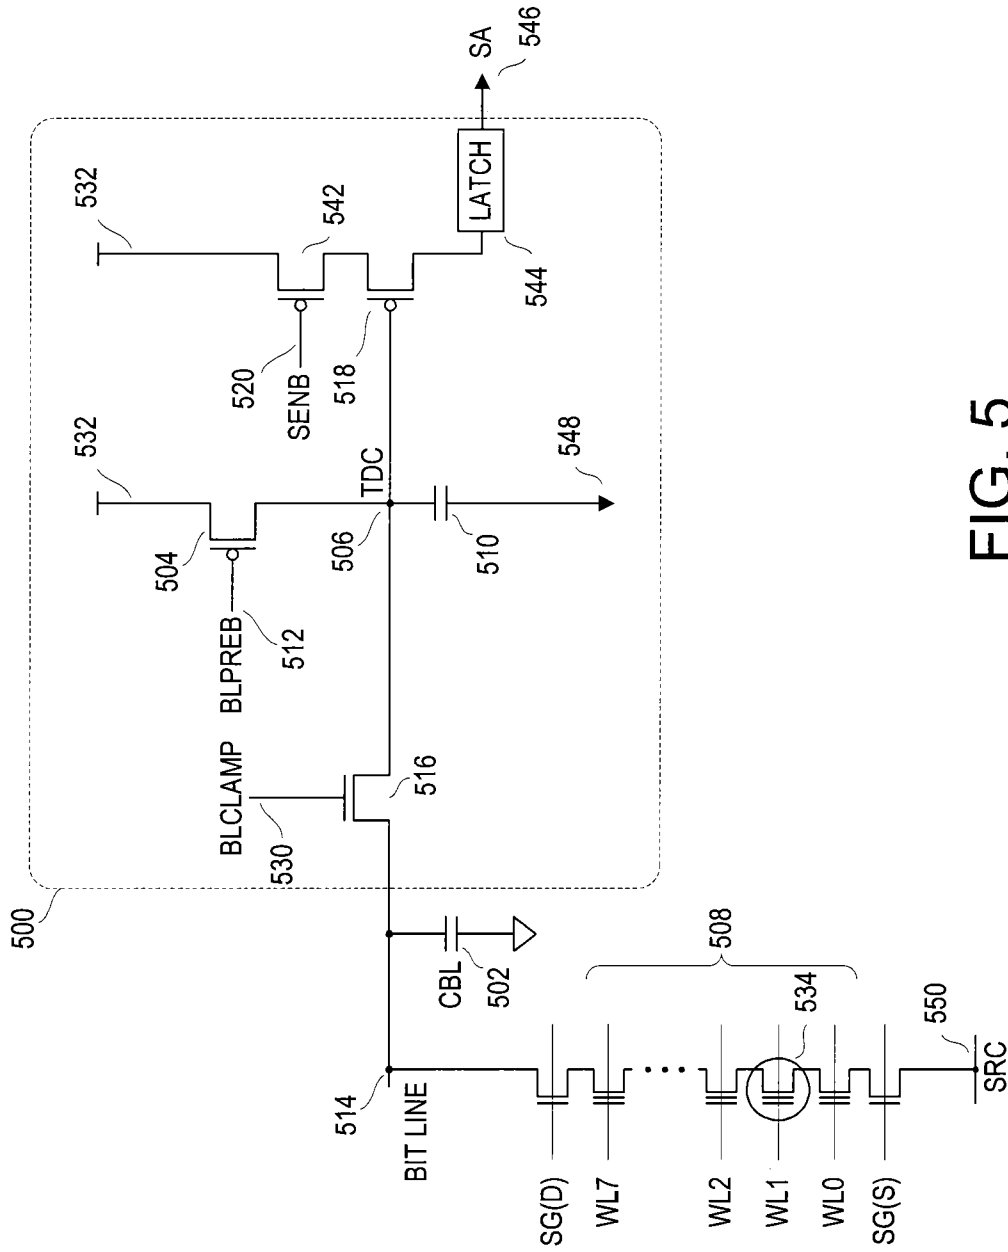 500
532
532
542
504
520
SENB
518
LATCH
SA
546
544
BLPREB
512
TDC
506
510
548
BLCLAMP
530
516
CBL
502
514
BIT LINE
508
SG(D)
WL7
WL2
WL1
534
WL0
SG(S)
550
SRC
FIG. 5